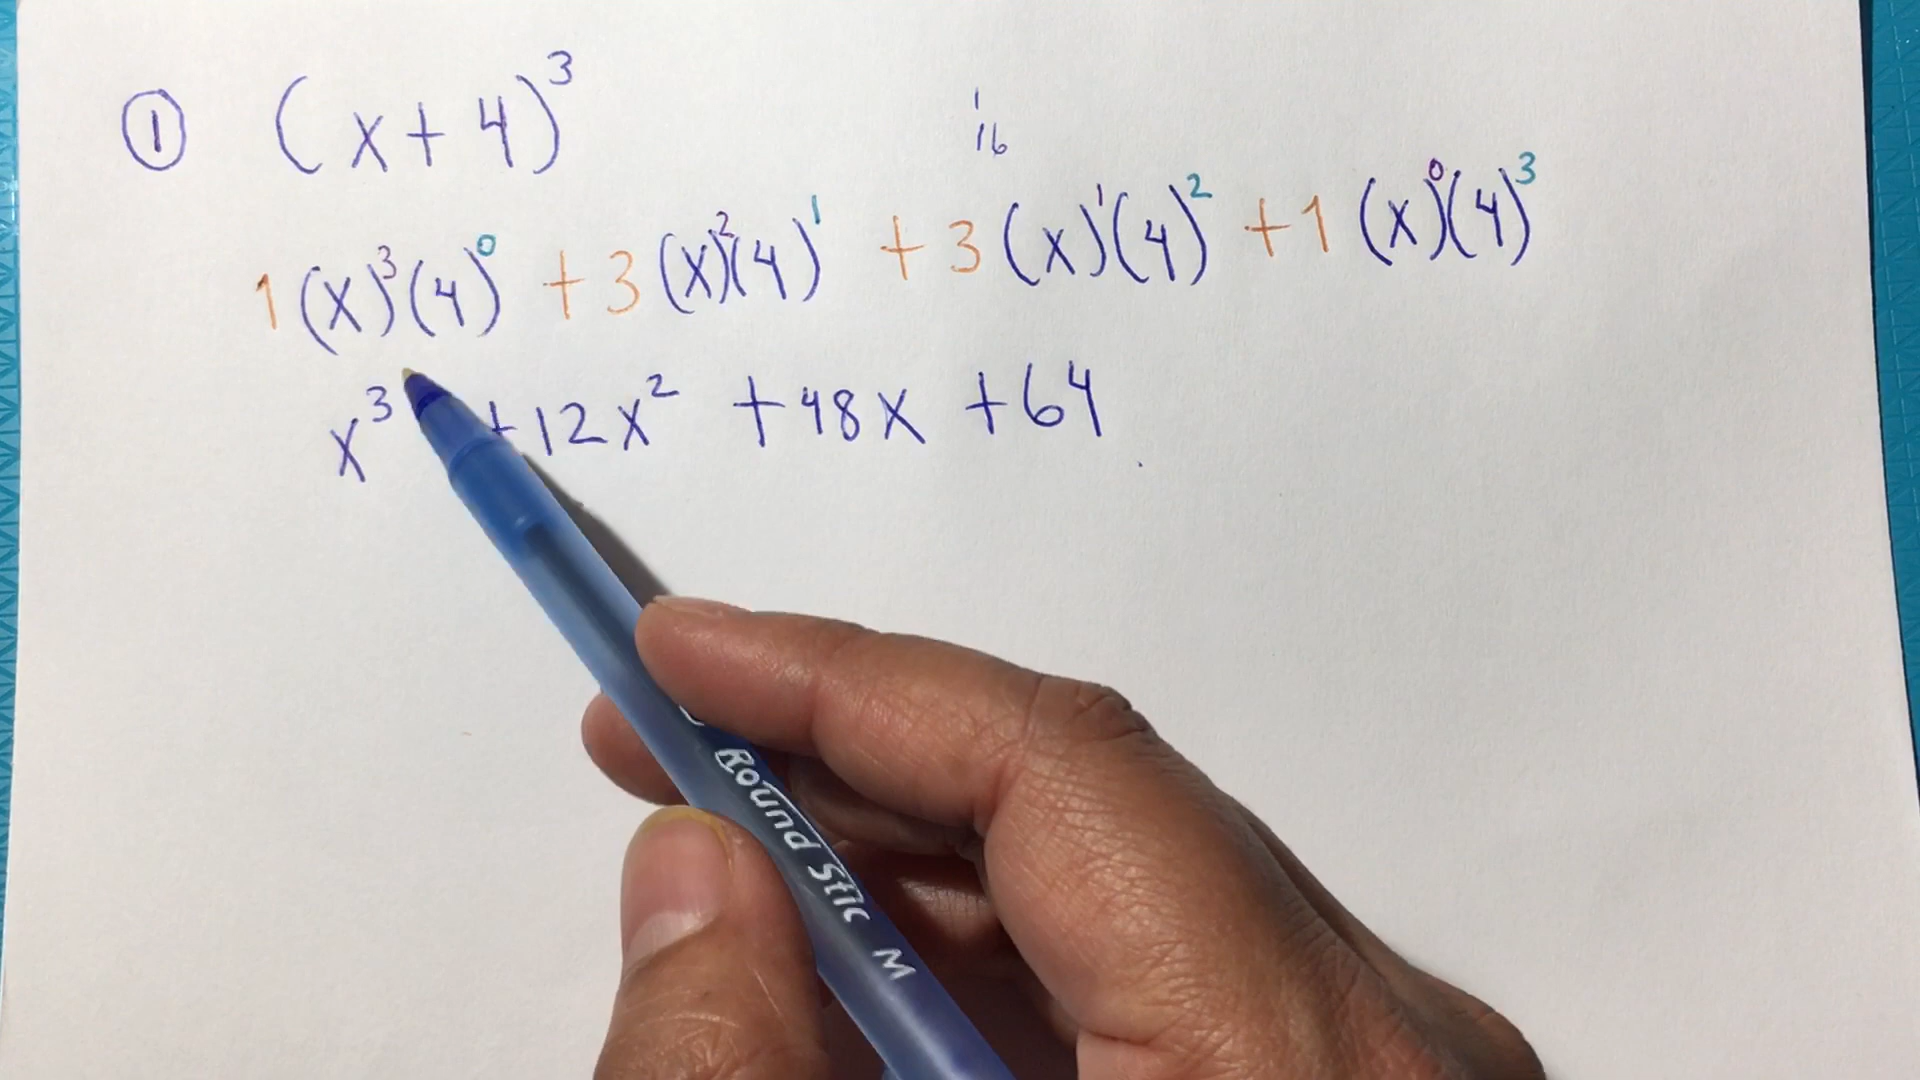 ① (x+4)³
1
16
1(x)³(4)⁰ +3(x)²(4)¹ +3(x)¹(4)² +1(x)⁰(4)³
x³ +12x² +48x +64
Round Stic M